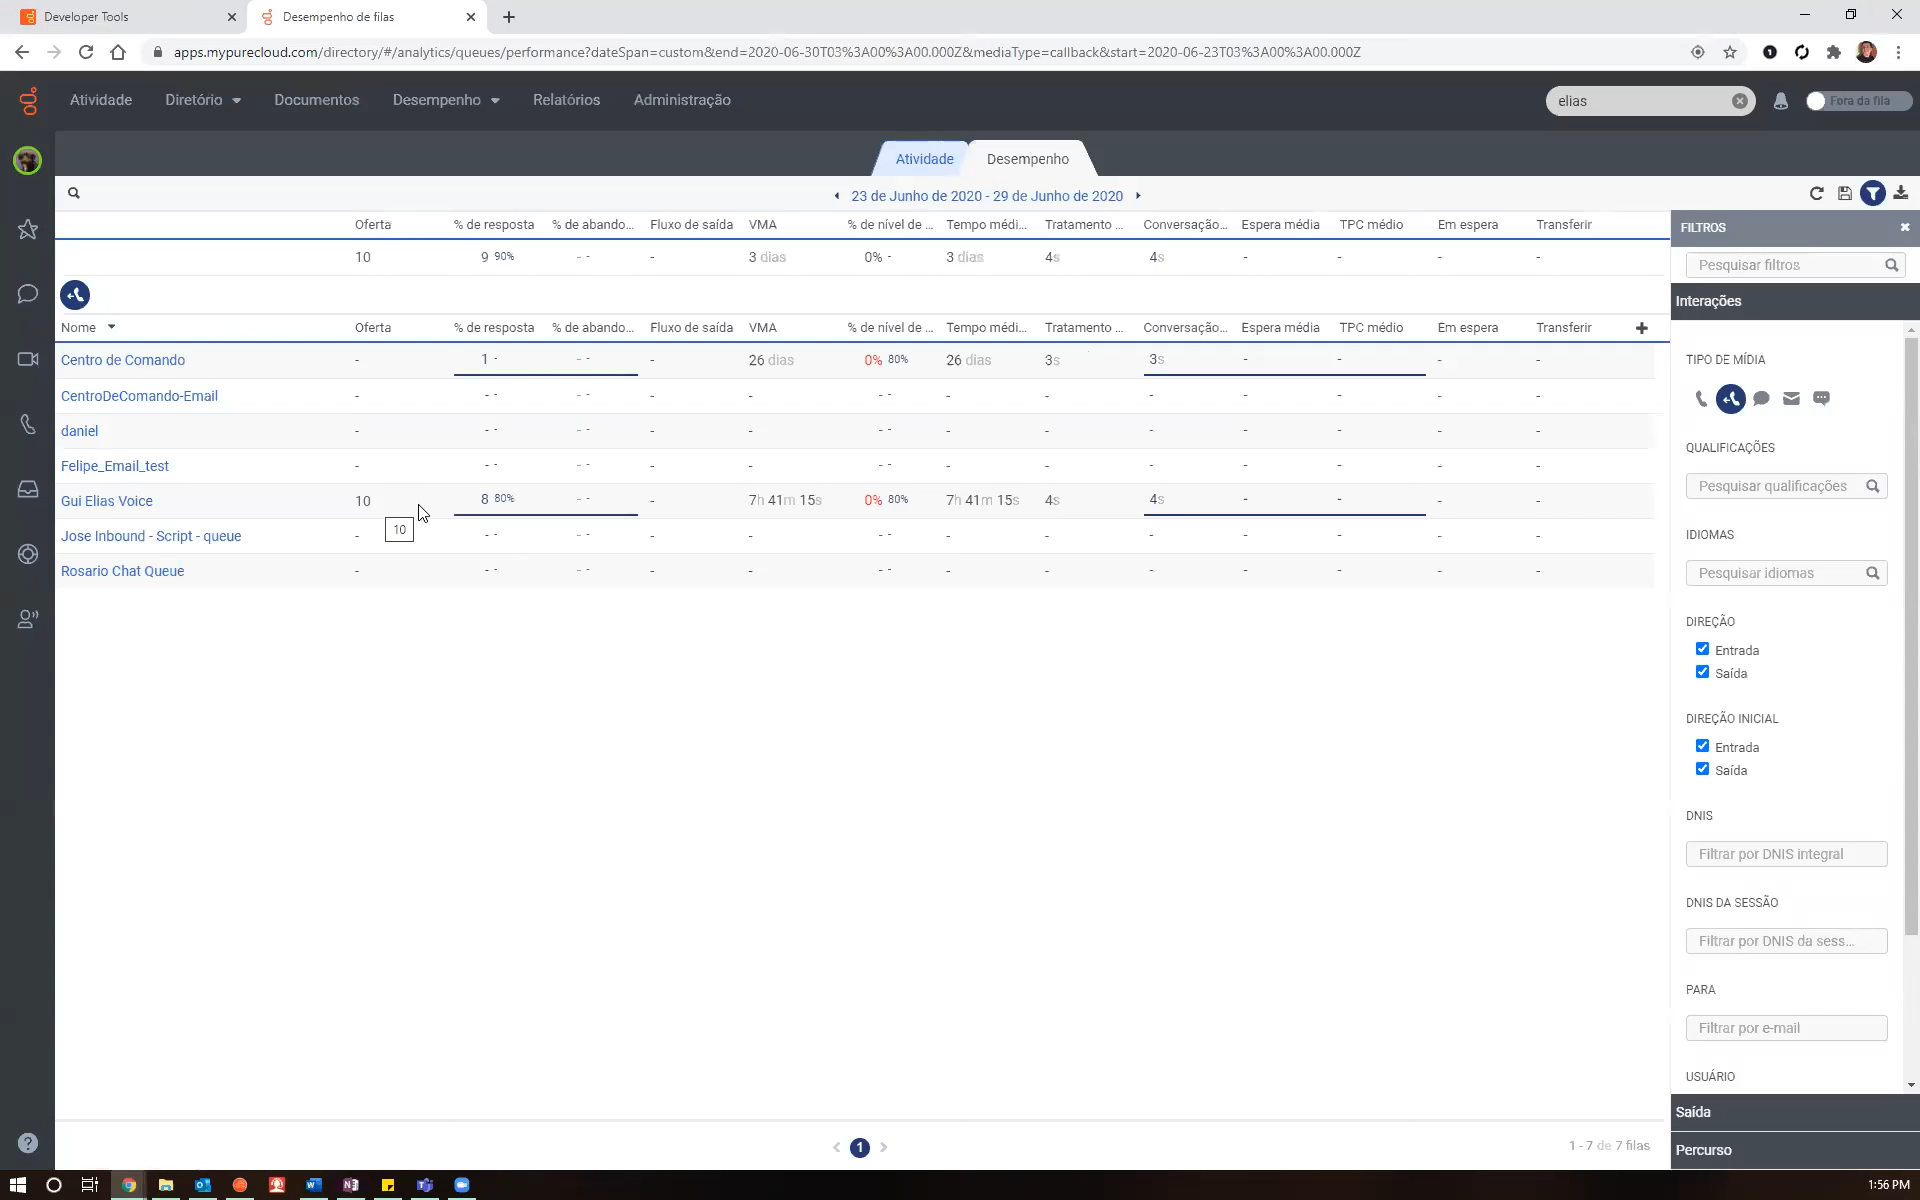 Developer Tools
Desempenho de filas
apps.mypurecloud.com/directory/#/analytics/queues/performance?dateSpan=custom&end=2020-06-30T03%3A00%3A00.000Z&mediaType=callback&start=2020-06-23T03%3A00%3A00.000Z
Atividade Diretório Documentos Desempenho Relatórios Administração
elias
Fora da fila
Atividade Desempenho
23 de Junho de 2020 - 29 de Junho de 2020
Oferta % de resposta % de abando... Fluxo de saída VMA % de nível de ... Tempo médi... Tratamento ... Conversação... Espera média TPC médio Em espera Transferir
10 9 90% - - - 3 dias 0% - 3 dias 4s 4s - - - -
Nome Oferta % de resposta % de abando... Fluxo de saída VMA % de nível de ... Tempo médi... Tratamento ... Conversação... Espera média TPC médio Em espera Transferir
Centro de Comando - 1 - - - - 26 dias 0% 80% 26 dias 3s 3s - - - -
CentroDeComando-Email - - - - - - - - - - - - - - - -
daniel - - - - - - - - - - - - - - - -
Felipe_Email_test - - - - - - - - - - - - - - - -
Gui Elias Voice 10 8 80% - - - 7h 41m 15s 0% 80% 7h 41m 15s 4s 4s - - - -
10
Jose Inbound - Script - queue - - - - - - - - - - - - - - - -
Rosario Chat Queue - - - - - - - - - - - - - - - -
1
1 - 7 de 7 filas
FILTROS
Pesquisar filtros
Interações
TIPO DE MÍDIA
QUALIFICAÇÕES
Pesquisar qualificações
IDIOMAS
Pesquisar idiomas
DIREÇÃO
Entrada
Saída
DIREÇÃO INICIAL
Entrada
Saída
DNIS
Filtrar por DNIS integral
DNIS DA SESSÃO
Filtrar por DNIS da sess...
PARA
Filtrar por e-mail
USUÁRIO
Saída
Percurso
1:56 PM